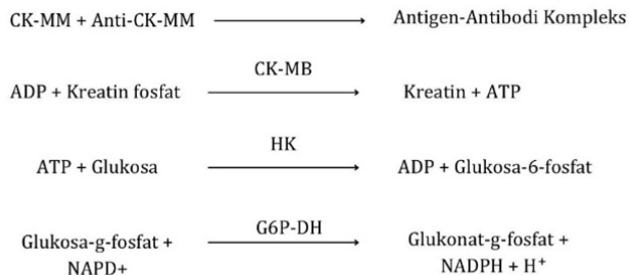 CK-MM + Anti-CK-MM → Antigen-Antibodi Kompleks
CK-MB
ADP + Kreatin fosfat → Kreatin + ATP
HK
ATP + Glukosa → ADP + Glukosa-6-fosfat
G6P-DH
Glukosa-g-fosfat + → Glukonat-g-fosfat +
NAPD+ NADPH + H⁺